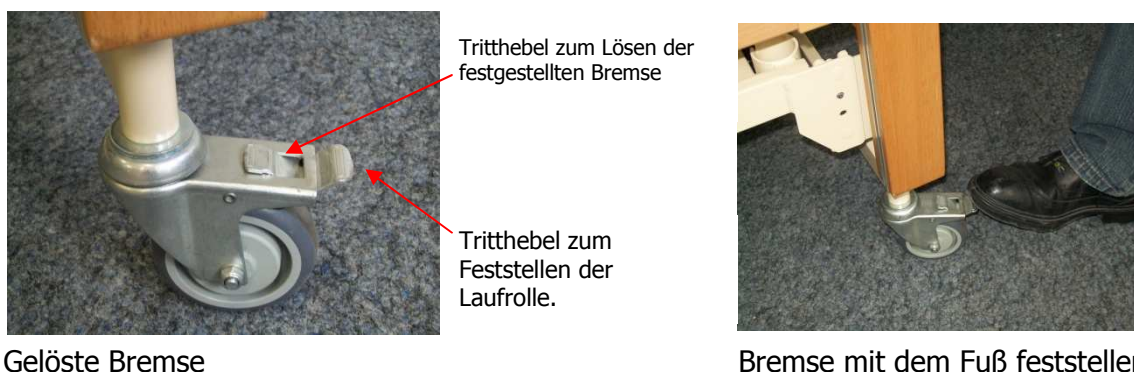 Tritthebel zum Lösen der
festgestellten Bremse
Tritthebel zum
Feststellen der
Laufrolle.
Gelöste Bremse
Bremse mit dem Fuß feststellen